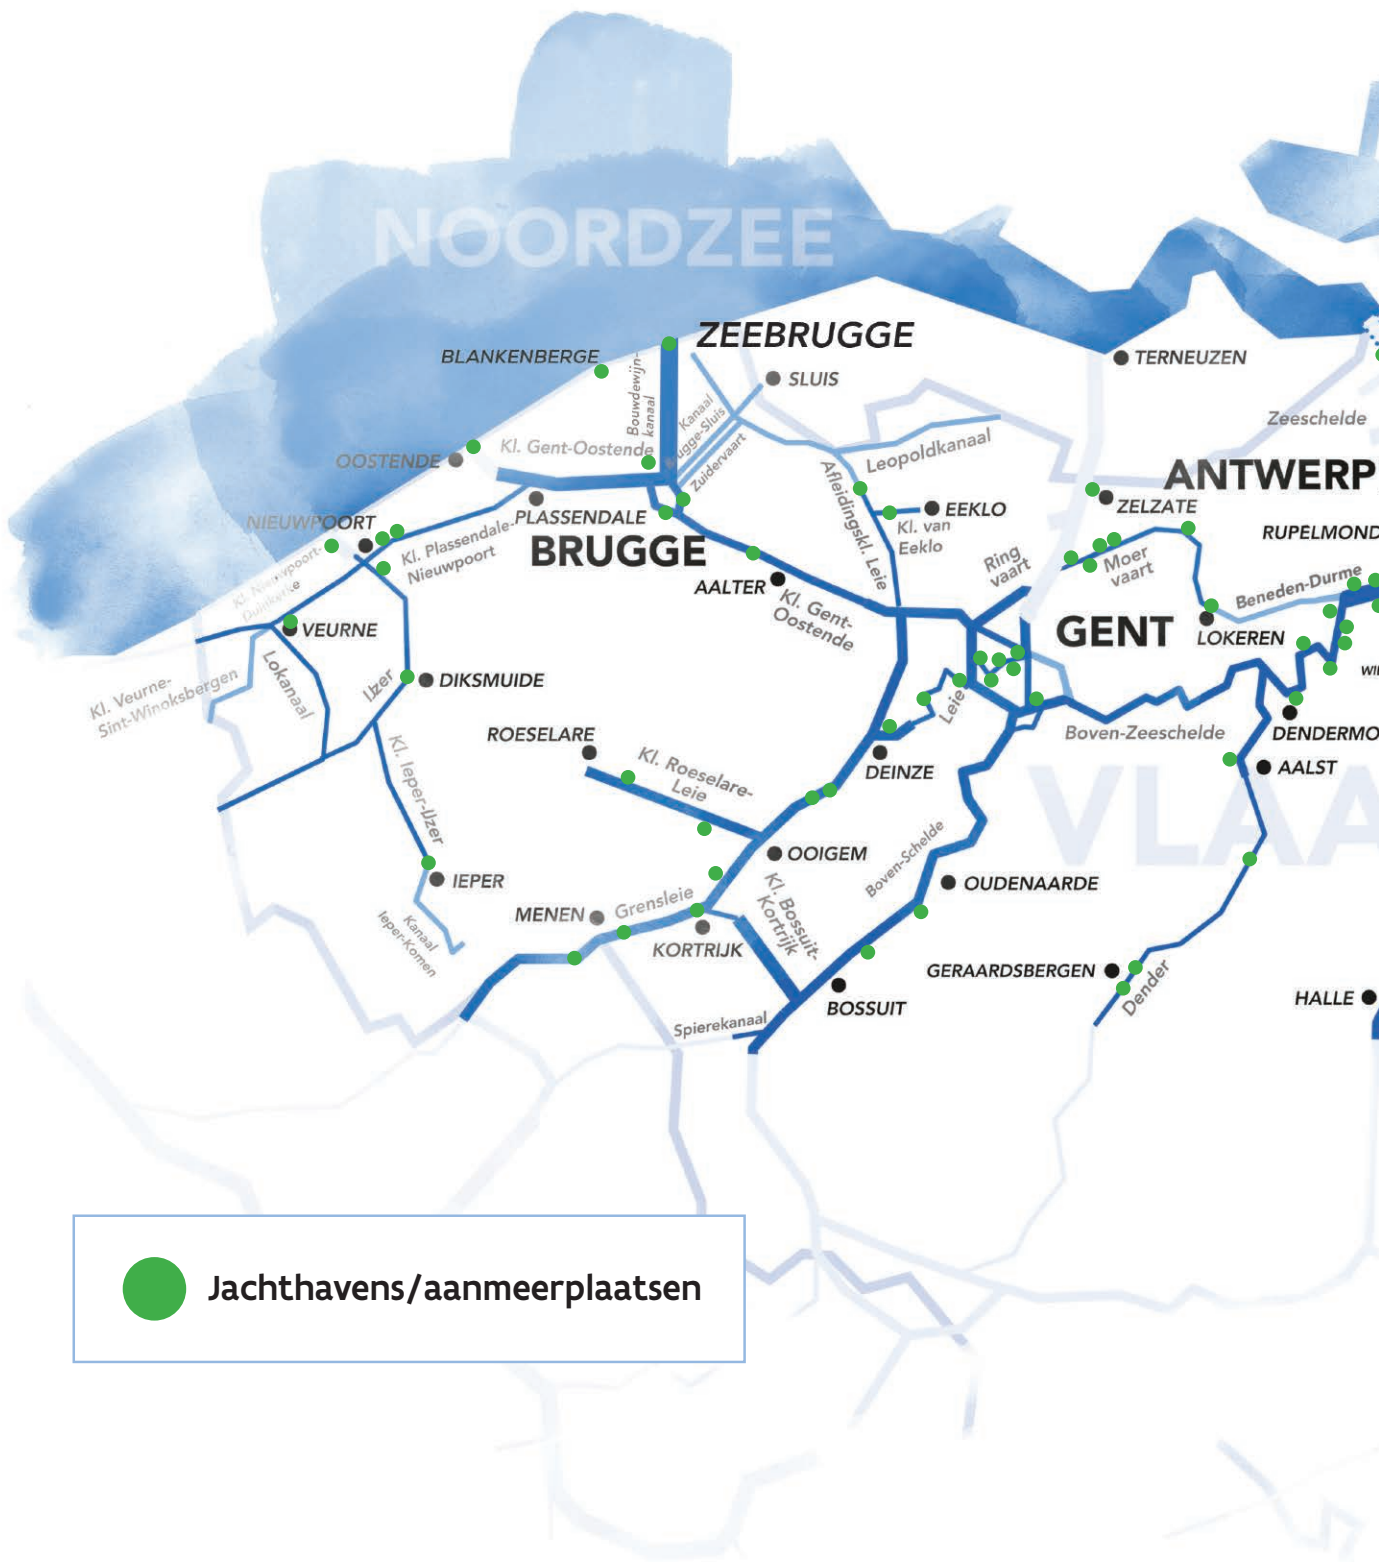 NOORDZEE
ZEEBRUGGE
BLANKENBERGE
TERNEUZEN
SLUIS
Bouwdewijn-
kanaal
Kanaal
ugge-Sluis
Zuidervaart
Zeeschelde
Kl. Gent-Oostende
Leopoldkanaal
OOSTENDE
ANTWERP
Afleidingskl. Leie
ZELZATE
EEKLO
PLASSENDALE
NIEUWPOORT
Kl. Plassendale-
Nieuwpoort
BRUGGE
Kl. van
Eeklo
RUPELMOND
Ring
vaart
Moer
vaart
Kl. Nieuwpoort-
Duinkerke
AALTER
Kl. Gent-
Oostende
Beneden-Durme
VEURNE
GENT
LOKEREN
Kl. Veurne-
Sint-Winoksbergen
Lokanaal
IJzer
DIKSMUIDE
WI
Leie
ROESELARE
Boven-Zeeschelde
DENDERMO
Kl. Ieper-IJzer
Kl. Roeselare-
Leie
DEINZE
AALST
VLAA
OOIGEM
Boven-Schelde
IEPER
OUDENAARDE
Kl. Bossuit-
Kortrijk
MENEN
Grensleie
Kanaal
Ieper-Komen
KORTRIJK
GERAARDSBERGEN
Dender
BOSSUIT
HALLE
Spierekanaal
Jachthavens/aanmeerplaatsen